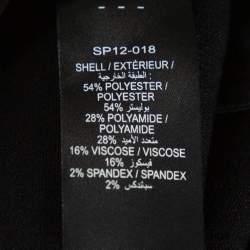 SP12-018
SHELL / EXTÉRIEUR /
الطبقة الخارجية :
54% POLYESTER /
POLYESTER
بوليستر 54%
28% POLYAMIDE /
POLYAMIDE
متعدد الأميد 28%
16% VISCOSE / VISCOSE
فيسكوز 16%
2% SPANDEX / SPANDEX
سباندكس 2%